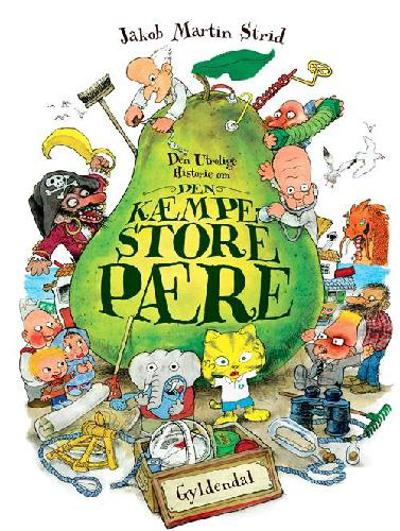 Jakob Martin Strid
Den Utrolige
Historie om
DEN
KÆMPE
STORE
PÆRE
Gyldendal